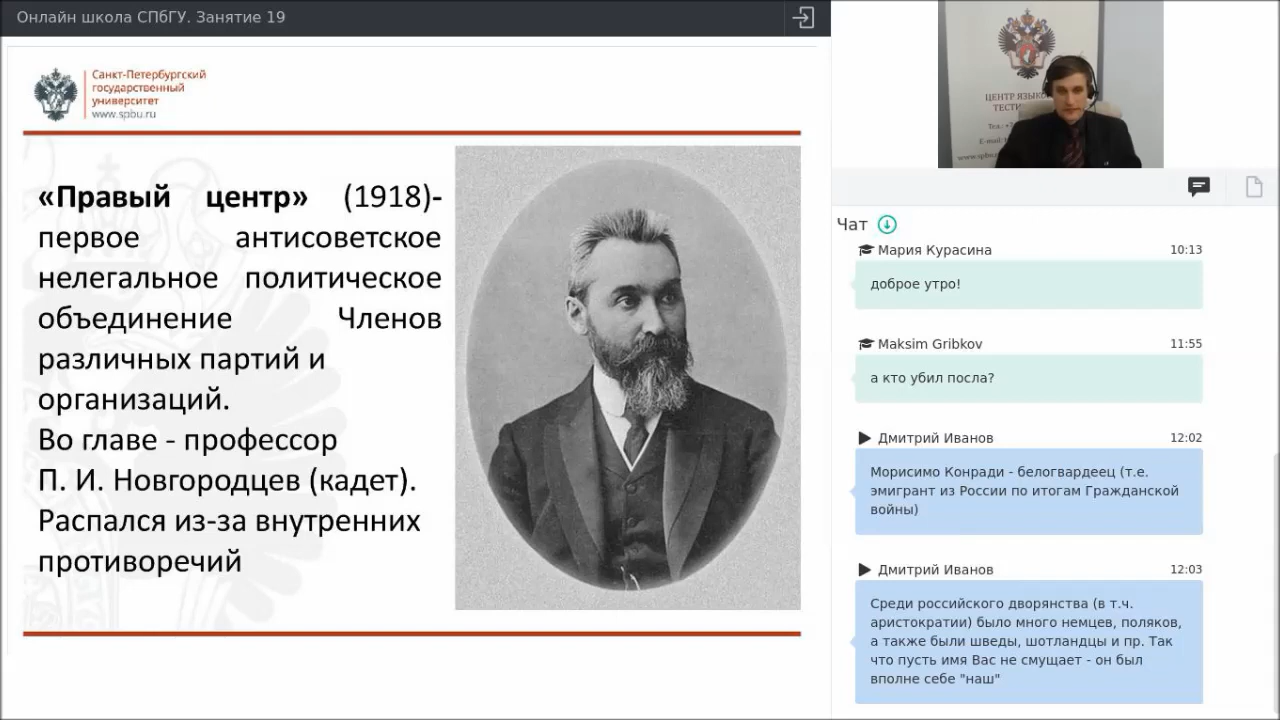 Онлайн школа СПбГУ. Занятие 19
Санкт-Петербургский
государственный
университет
www.spbu.ru
«Правый центр» (1918)-
первое антисоветское
нелегальное политическое
объединение Членов
различных партий и
организаций.
Во главе - профессор
П. И. Новгородцев (кадет).
Распался из-за внутренних
противоречий
Чат
Мария Курасина 10:13
доброе утро!
Maksim Gribkov 11:55
а кто убил посла?
Дмитрий Иванов 12:02
Морисимо Конради - белогвардеец (т.е.
эмигрант из России по итогам Гражданской
войны)
Дмитрий Иванов 12:03
Среди российского дворянства (в т.ч.
аристократии) было много немцев, поляков,
а также были шведы, шотландцы и пр. Так
что пусть имя Вас не смущает - он был
вполне себе "наш"